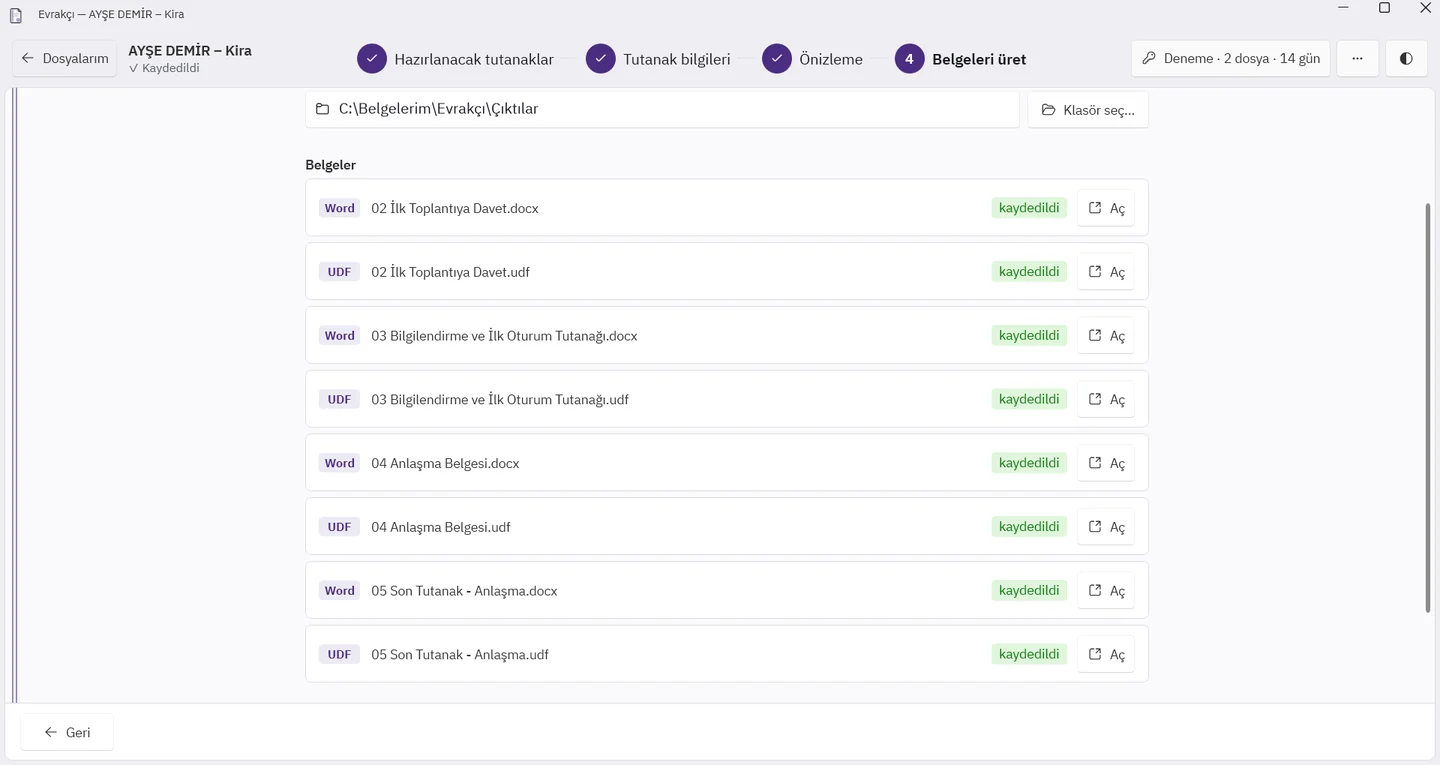 Evrakçı — AYŞE DEMİR – Kira
Dosyalarım
AYŞE DEMİR – Kira
✓ Kaydedildi
Hazırlanacak tutanaklar
Tutanak bilgileri
Önizleme
4 Belgeleri üret
Deneme · 2 dosya · 14 gün
...
C:\Belgelerim\Evrakçı\Çıktılar
Klasör seç...
Belgeler
Word 02 İlk Toplantıya Davet.docx kaydedildi Aç
UDF 02 İlk Toplantıya Davet.udf kaydedildi Aç
Word 03 Bilgilendirme ve İlk Oturum Tutanağı.docx kaydedildi Aç
UDF 03 Bilgilendirme ve İlk Oturum Tutanağı.udf kaydedildi Aç
Word 04 Anlaşma Belgesi.docx kaydedildi Aç
UDF 04 Anlaşma Belgesi.udf kaydedildi Aç
Word 05 Son Tutanak - Anlaşma.docx kaydedildi Aç
UDF 05 Son Tutanak - Anlaşma.udf kaydedildi Aç
Geri